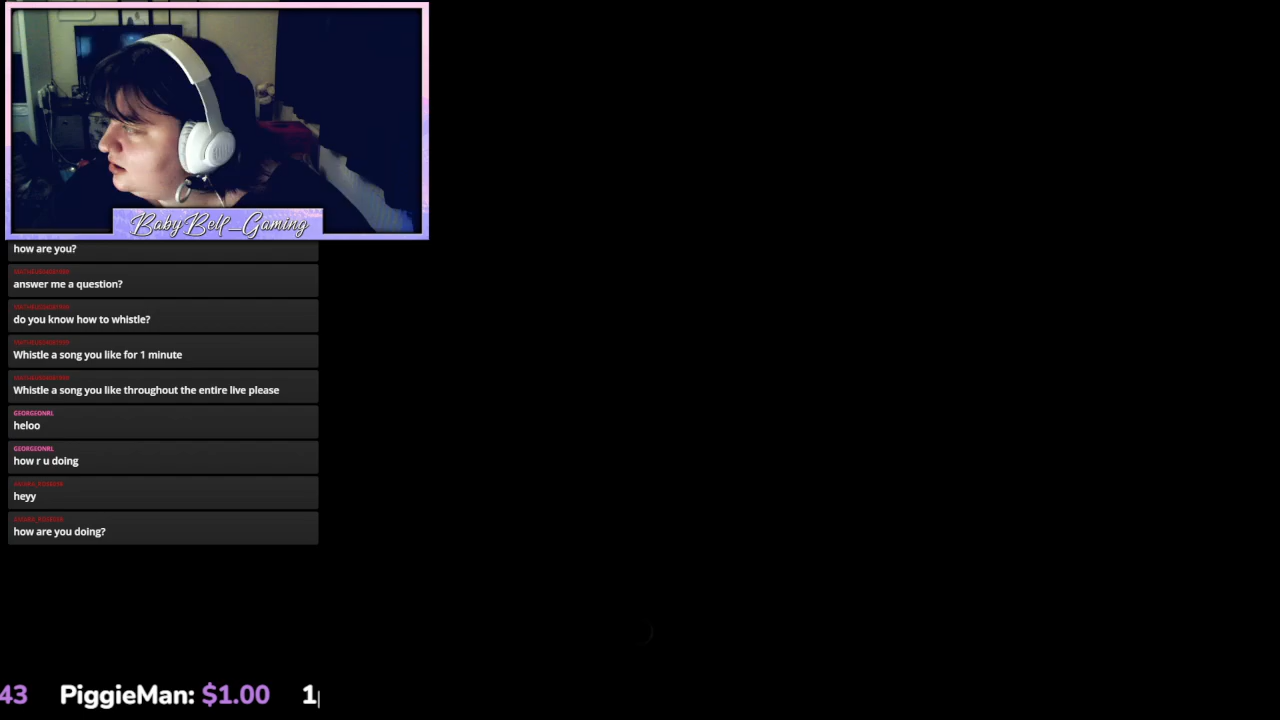 BabyBelf_Gaming
how are you?
answer me a question?
do you know how to whistle?
Whistle a song you like for 1 minute
Whistle a song you like throughout the entire live please
GEORGEONRL
heloo
GEORGEONRL
how r u doing
heyy
how are you doing?
43 PiggieMan: $1.00 1